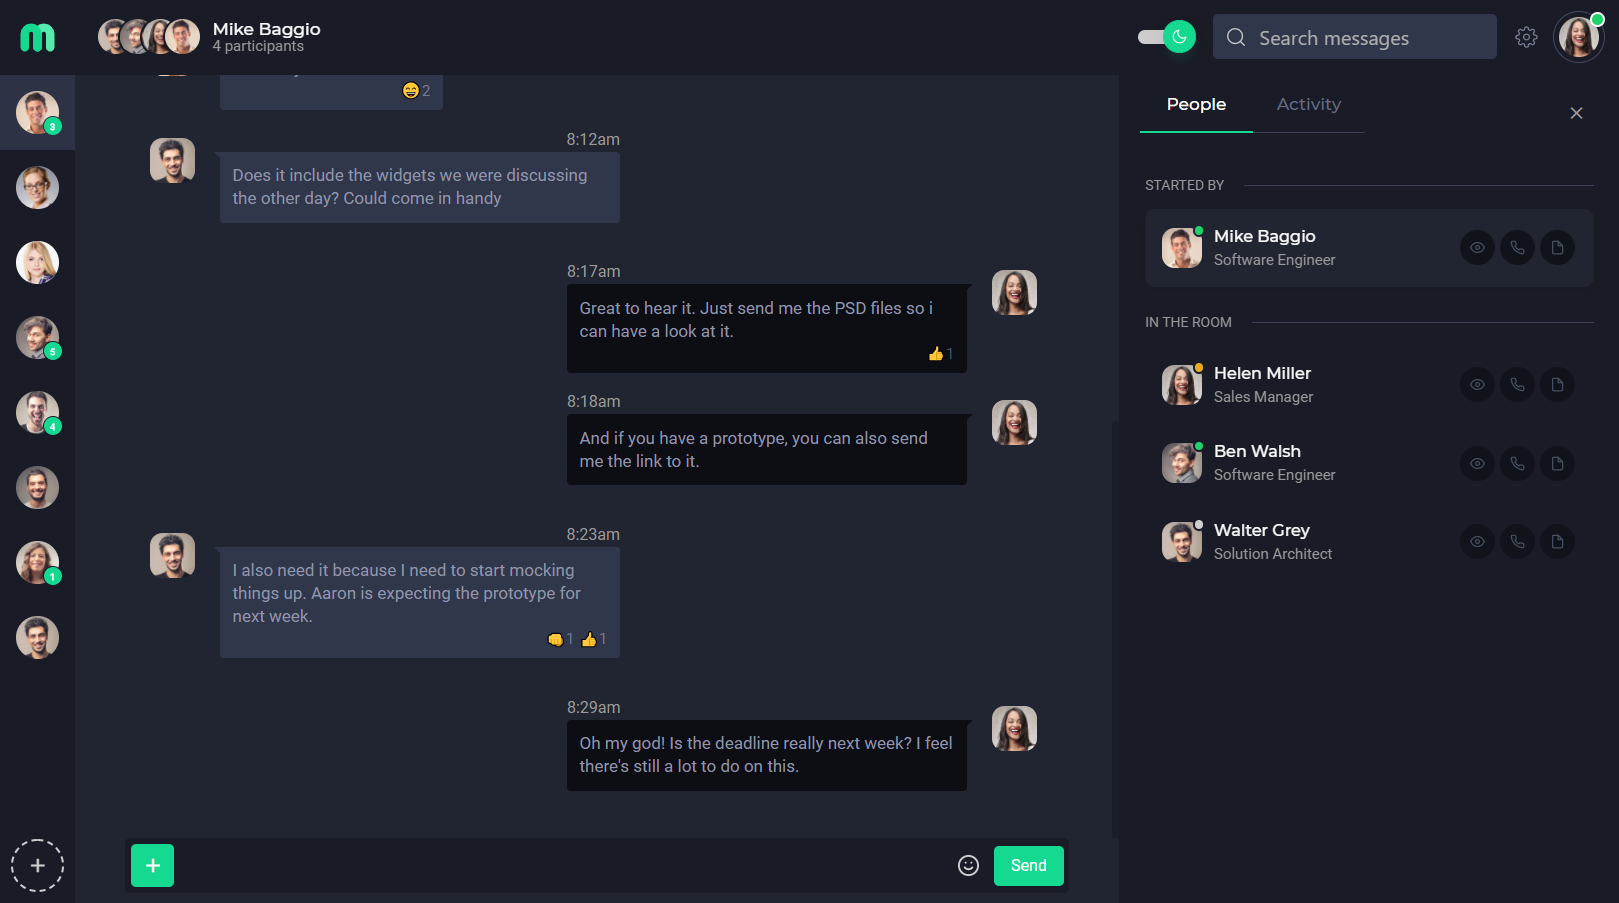 m
Mike Baggio
4 participants
Search messages
3
5
4
1
2
8:12am
Does it include the widgets we were discussing
the other day? Could come in handy
8:17am
Great to hear it. Just send me the PSD files so i
can have a look at it.
1
8:18am
And if you have a prototype, you can also send
me the link to it.
8:23am
I also need it because I need to start mocking
things up. Aaron is expecting the prototype for
next week.
1 1
8:29am
Oh my god! Is the deadline really next week? I feel
there's still a lot to do on this.
Send
People Activity
STARTED BY
Mike Baggio
Software Engineer
IN THE ROOM
Helen Miller
Sales Manager
Ben Walsh
Software Engineer
Walter Grey
Solution Architect